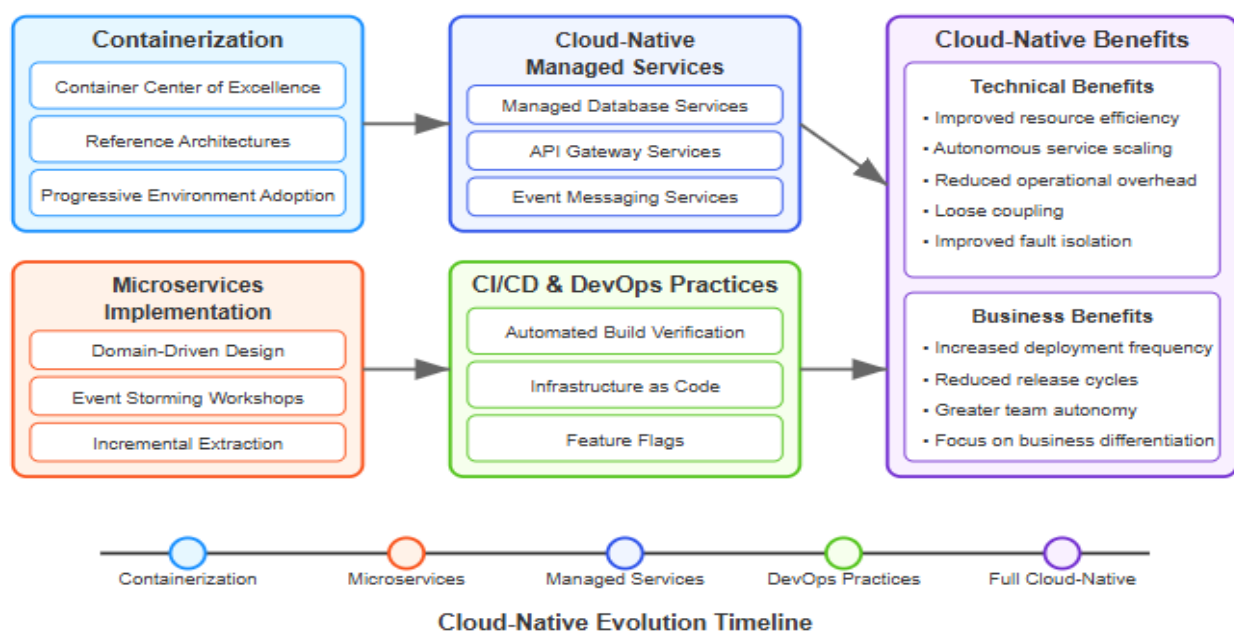 Containerization
Container Center of Excellence
Reference Architectures
Progressive Environment Adoption
Cloud-Native
Managed Services
Managed Database Services
API Gateway Services
Event Messaging Services
Cloud-Native Benefits
Technical Benefits
• Improved resource efficiency
• Autonomous service scaling
• Reduced operational overhead
• Loose coupling
• Improved fault isolation
Microservices
Implementation
Domain-Driven Design
Event Storming Workshops
Incremental Extraction
CI/CD & DevOps Practices
Automated Build Verification
Infrastructure as Code
Feature Flags
Business Benefits
• Increased deployment frequency
• Reduced release cycles
• Greater team autonomy
• Focus on business differentiation
Containerization
Microservices
Managed Services
DevOps Practices
Full Cloud-Native
Cloud-Native Evolution Timeline